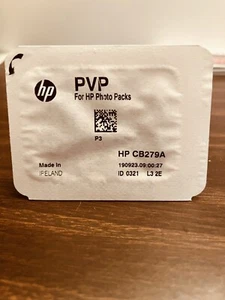 hp
PVP
For HP Photo Packs
P3
HP CB279A
190923.09:00:27
Made In
IRELAND
ID 0321 L3 2E